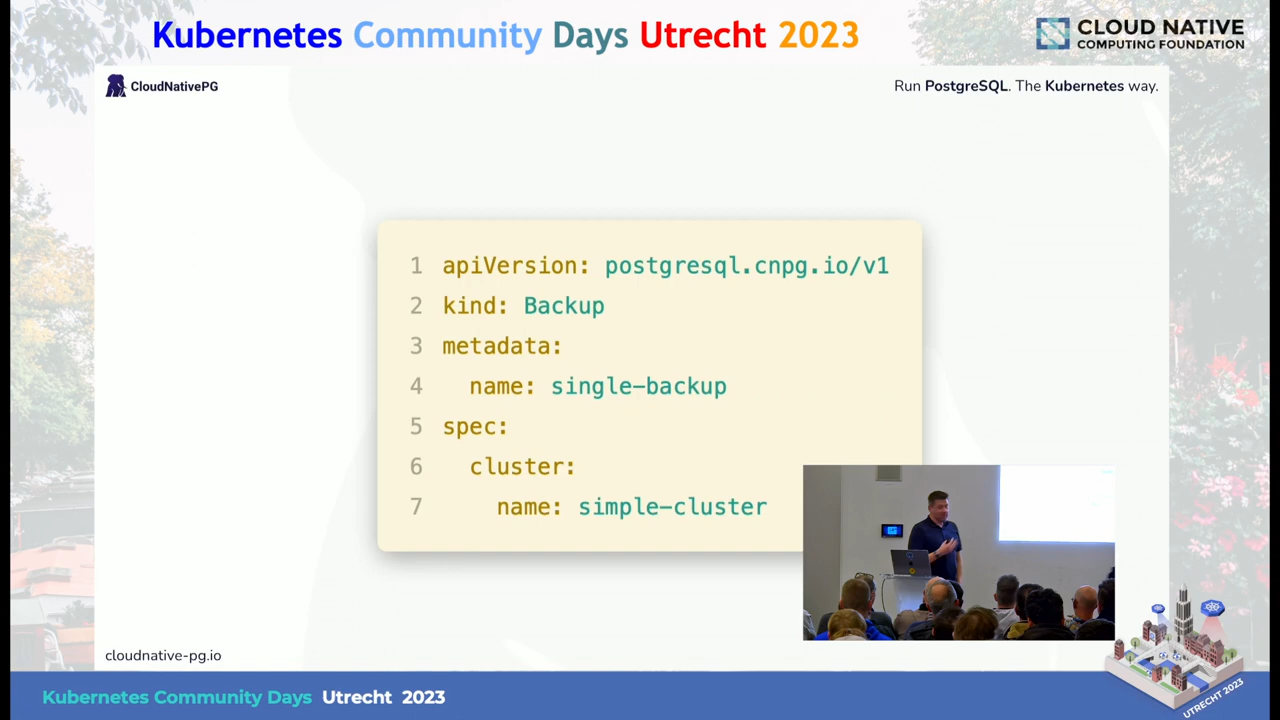 Kubernetes Community Days Utrecht 2023
CLOUD NATIVE
COMPUTING FOUNDATION
CloudNativePG
Run PostgreSQL. The Kubernetes way.
1 apiVersion: postgresql.cnpg.io/v1
2 kind: Backup
3 metadata:
4   name: single-backup
5 spec:
6   cluster:
7     name: simple-cluster
cloudnative-pg.io
Kubernetes Community Days Utrecht 2023
UTRECHT 2023